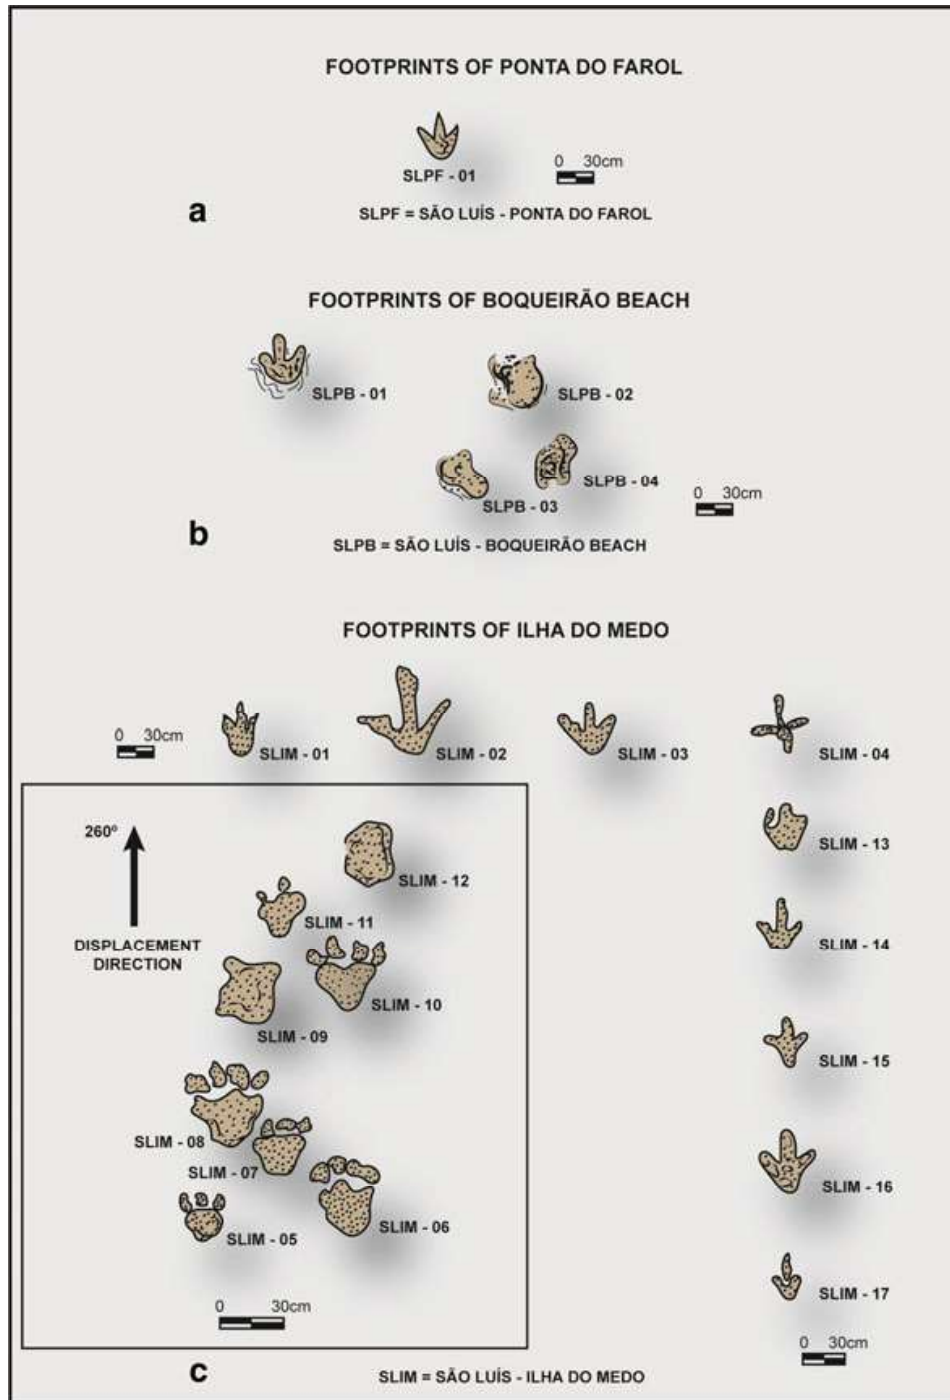 FOOTPRINTS OF PONTA DO FAROL
0 30cm
SLPF - 01
a
SLPF = SÃO LUÍS - PONTA DO FAROL
FOOTPRINTS OF BOQUEIRÃO BEACH
SLPB - 01
SLPB - 02
SLPB - 04
SLPB - 03
0 30cm
b
SLPB = SÃO LUÍS - BOQUEIRÃO BEACH
FOOTPRINTS OF ILHA DO MEDO
0 30cm
SLIM - 01
SLIM - 02
SLIM - 03
SLIM - 04
260º
DISPLACEMENT
DIRECTION
SLIM - 12
SLIM - 11
SLIM - 10
SLIM - 09
SLIM - 08
SLIM - 07
SLIM - 06
SLIM - 05
0 30cm
SLIM - 13
SLIM - 14
SLIM - 15
SLIM - 16
SLIM - 17
0 30cm
c
SLIM = SÃO LUÍS - ILHA DO MEDO